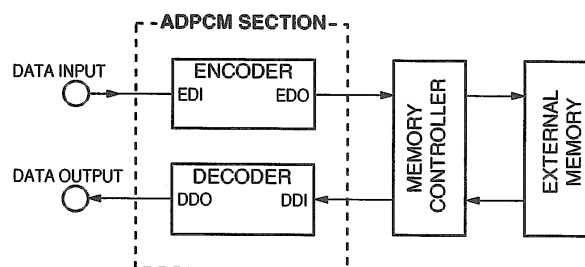 ADPCM SECTION
DATA INPUT
ENCODER
EDI EDO
MEMORY
CONTROLLER
EXTERNAL
MEMORY
DATA OUTPUT
DECODER
DDO DDI